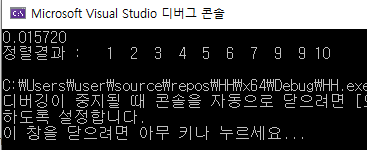 Microsoft Visual Studio 디버그 콘솔
0.015720
정렬결과 : 1 2 3 4 5 6 7 9 9 10
C:\Users\user\source\repos\HH\x64\Debug\HH.exe
디버깅이 중지될 때 콘솔을 자동으로 닫으려면 [도
하도록 설정합니다.
이 창을 닫으려면 아무 키나 누르세요...